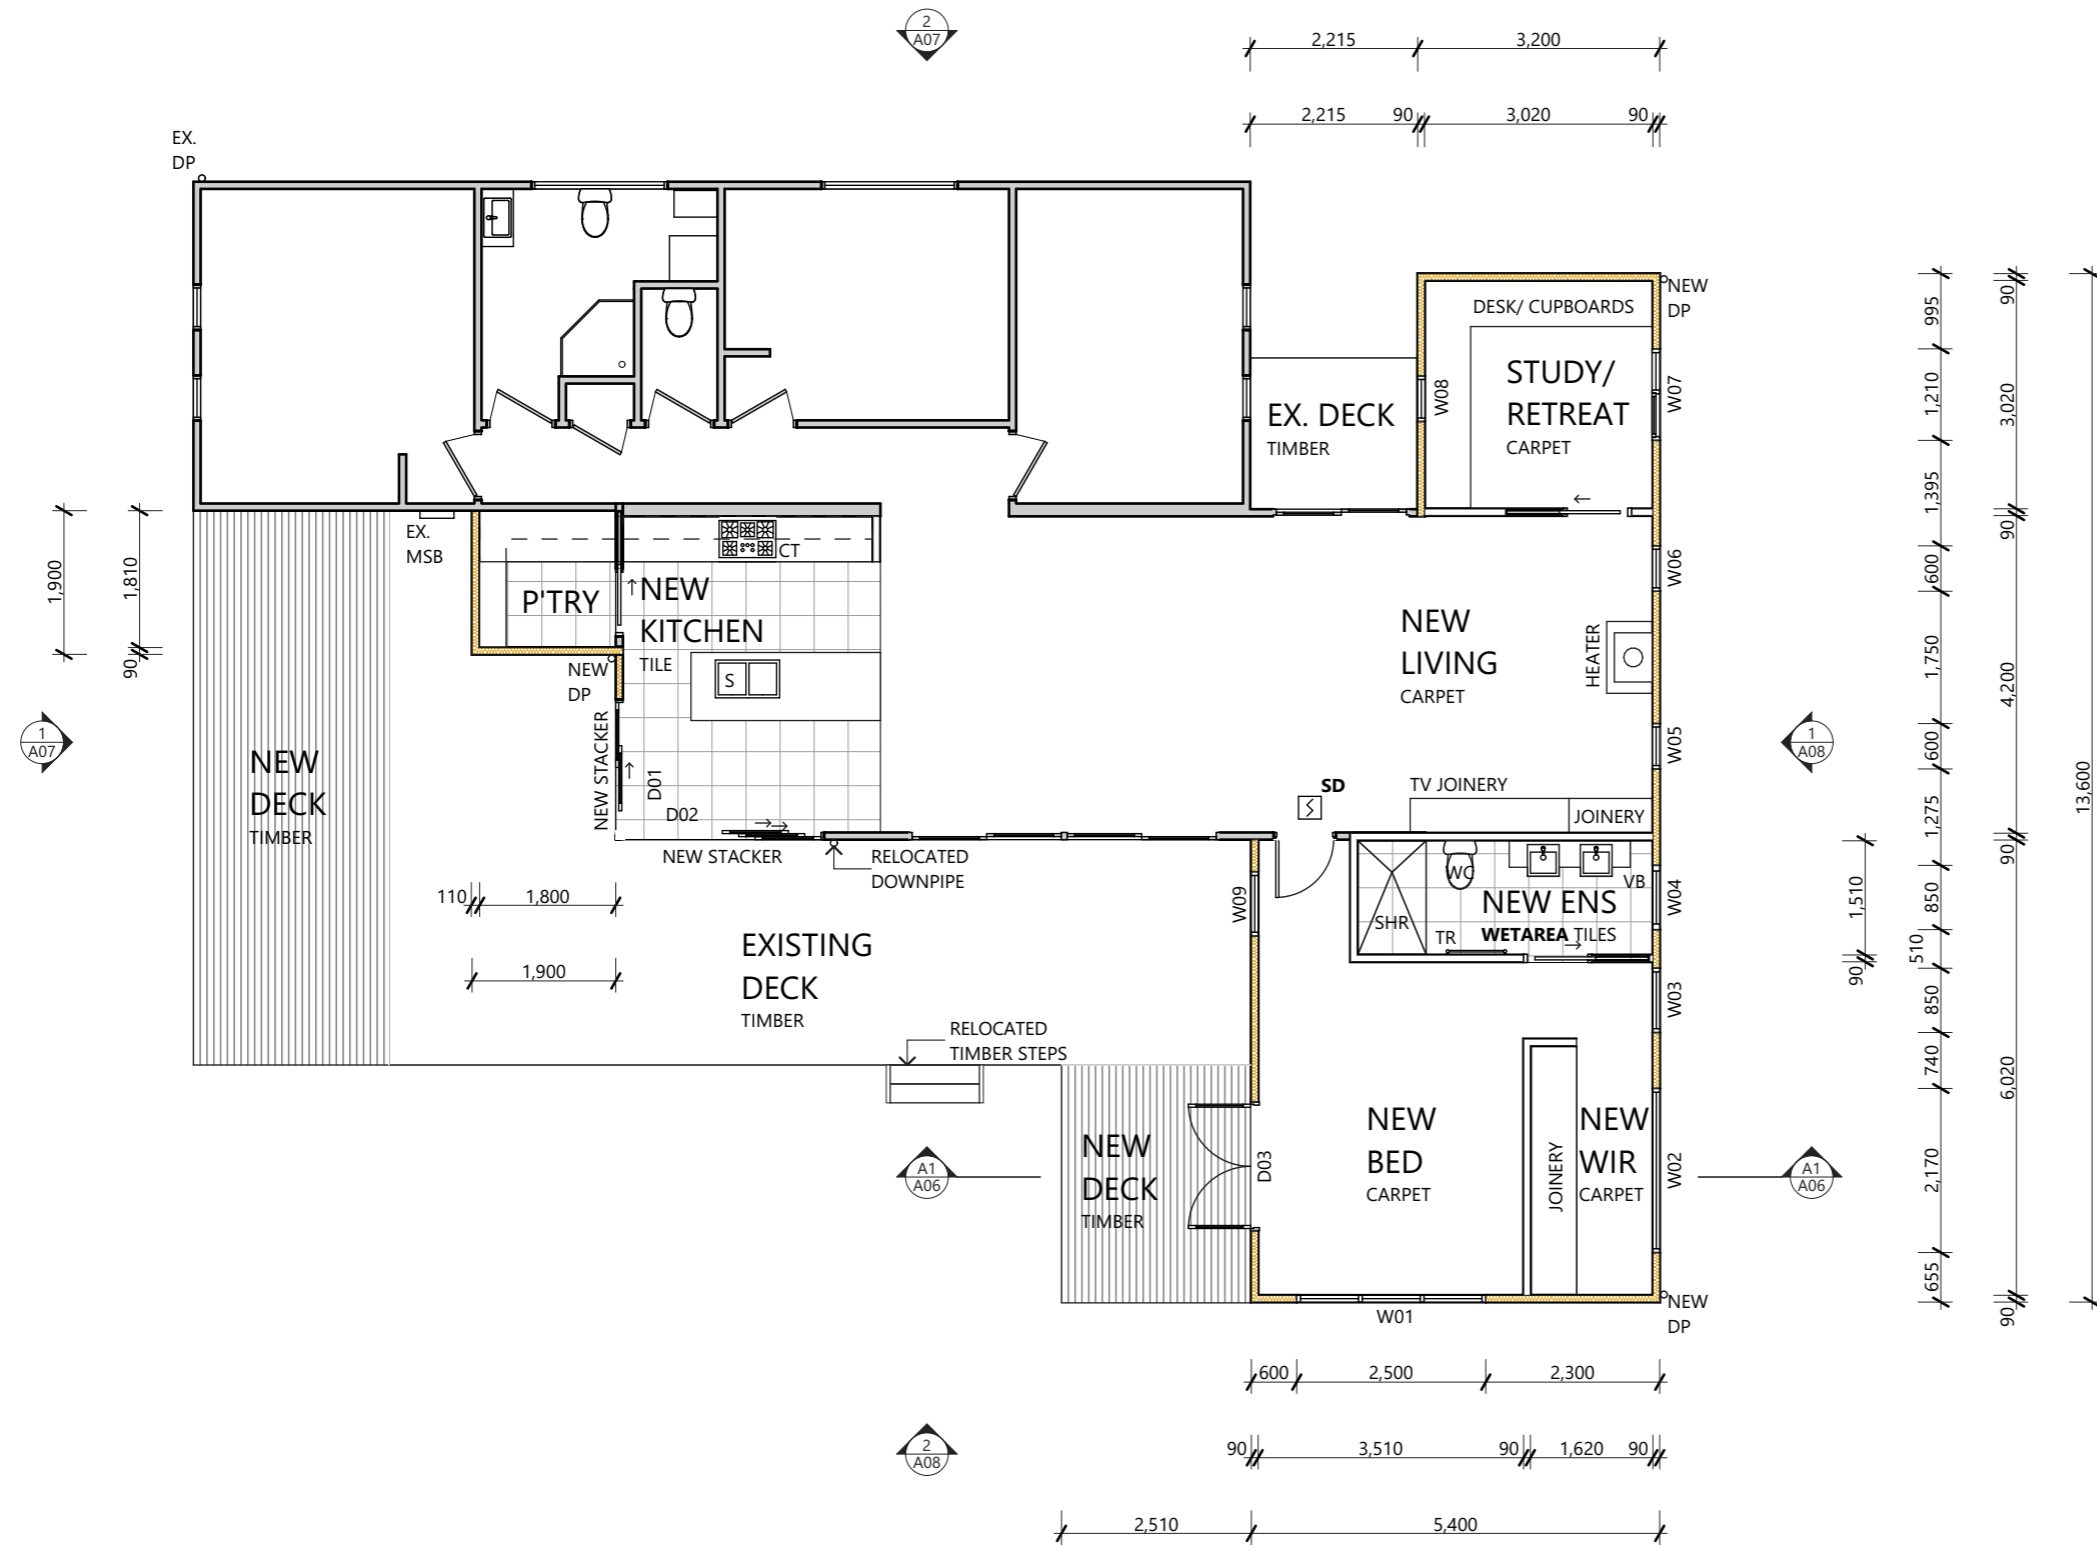 2
A07
2,215
3,200
2,215
90
3,020
90
EX.
DP
NEW
DP
DESK/ CUPBOARDS
STUDY/
RETREAT
CARPET
W08
W07
EX. DECK
TIMBER
995
1,210
1,395
600
1,750
600
1,275
850
510
850
740
2,170
655
90
3,020
90
4,200
90
6,020
90
13,600
1,510
90
EX.
MSB
1,900
1,810
90
P'TRY
CT
NEW
KITCHEN
TILE
S
NEW
DP
NEW STACKER
D01
D02
NEW STACKER
RELOCATED
DOWNPIPE
NEW
LIVING
CARPET
HEATER
W06
W05
SD
TV JOINERY
JOINERY
1
A07
1
A08
NEW
DECK
TIMBER
110
1,800
1,900
EXISTING
DECK
TIMBER
RELOCATED
TIMBER STEPS
W09
WC
VB
NEW ENS
SHR
TR
WETAREA TILES
W04
W03
NEW
DECK
TIMBER
D03
NEW
BED
CARPET
JOINERY
NEW
WIR
CARPET
W02
A1
A06
A1
A06
W01
NEW
DP
600
2,500
2,300
2
A08
90
3,510
90
1,620
90
2,510
5,400